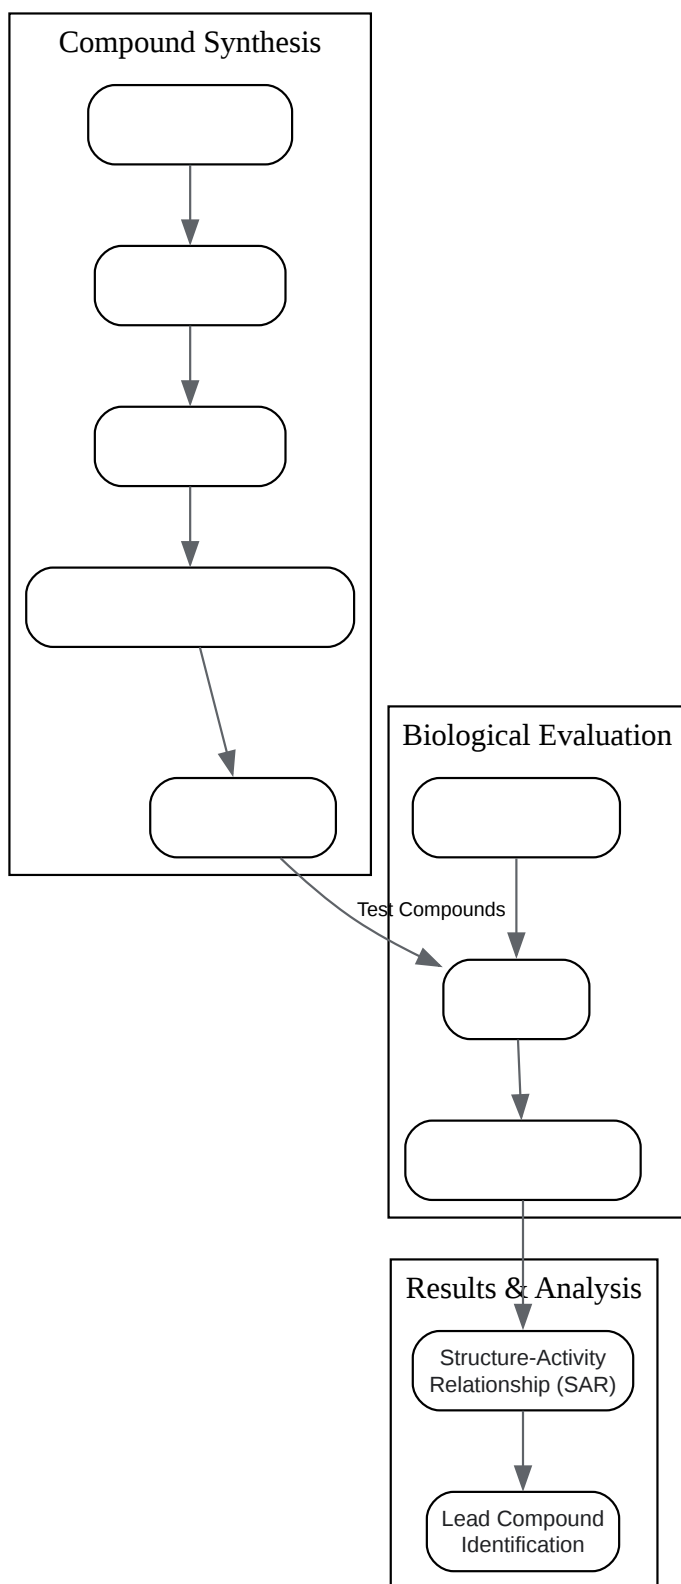 Compound Synthesis
Biological Evaluation
Test Compounds
Results & Analysis
Structure-Activity
Relationship (SAR)
Lead Compound
Identification